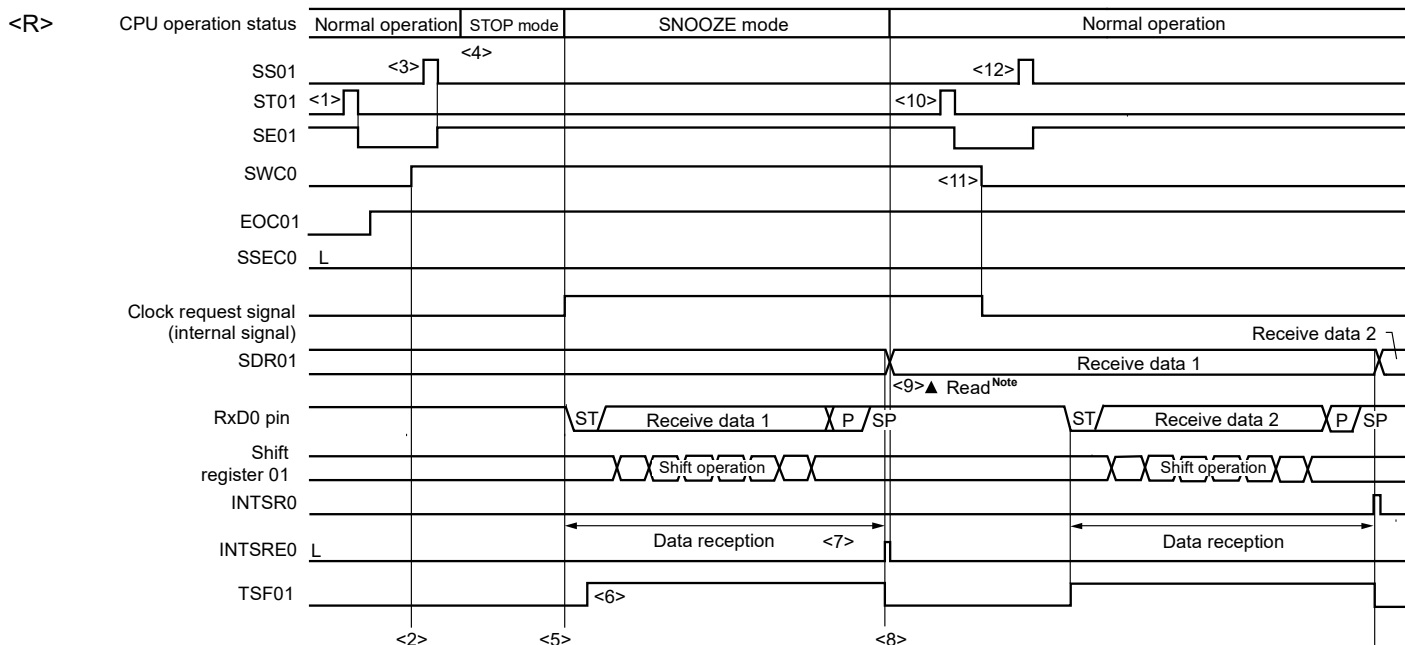 <R> CPU operation status Normal operation STOP mode SNOOZE mode Normal operation
<4>
SS01 <3> <12>
ST01 <1> <10>
SE01
SWC0 <11>
EOC01
SSEC0 L
Clock request signal
(internal signal)
Receive data 2
SDR01 Receive data 1
<9>▲ Read Note
RxD0 pin ST Receive data 1 P SP ST Receive data 2 P SP
Shift
register 01 Shift operation Shift operation
INTSR0
Data reception <7> Data reception
INTSRE0 L
TSF01 <6>
<2> <5> <8>